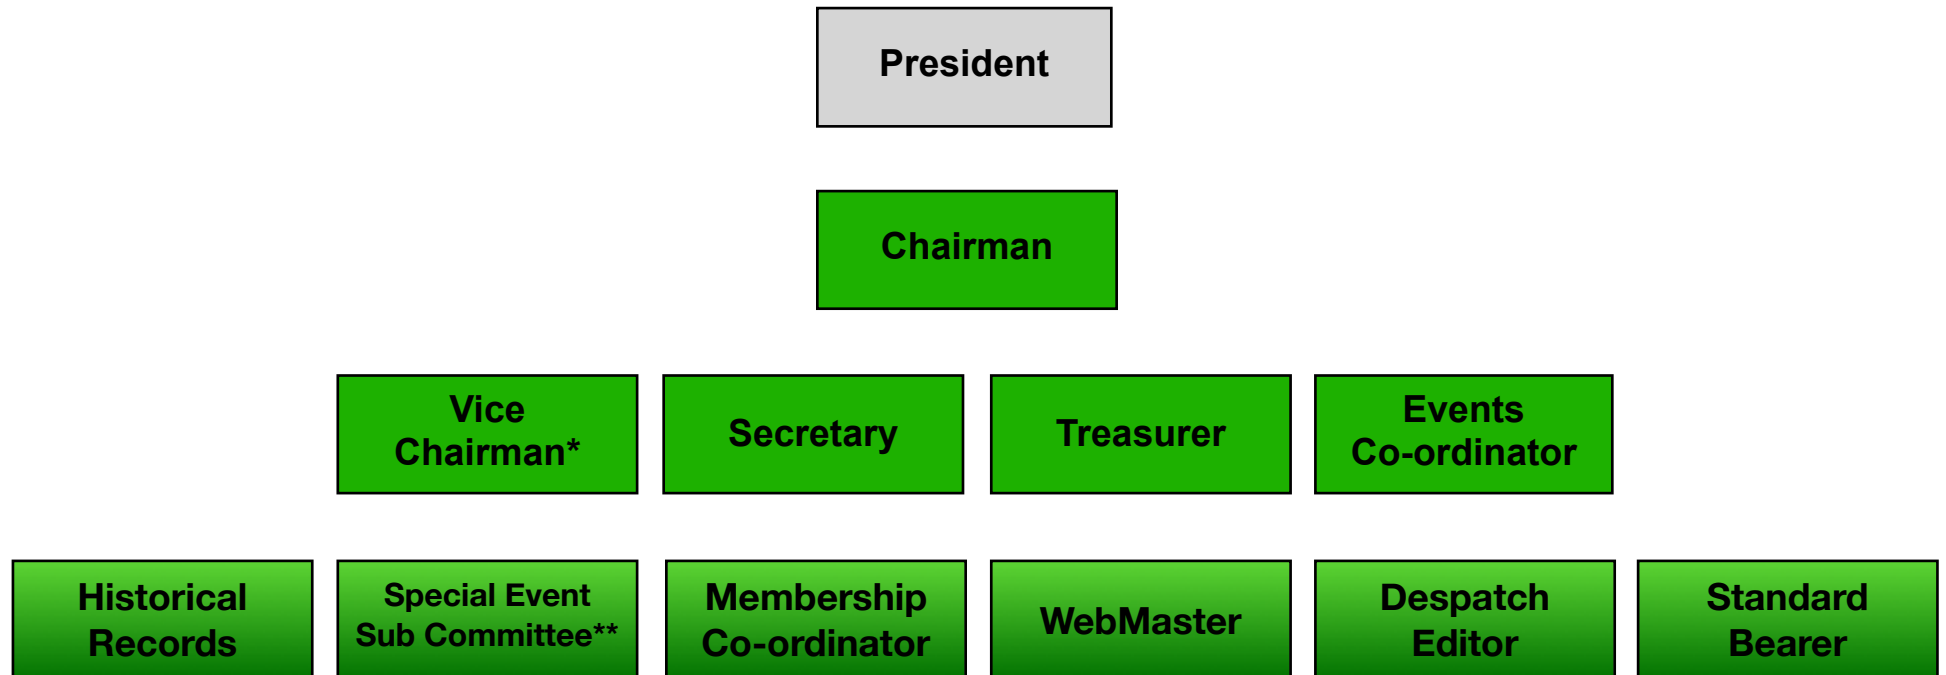 President
Chairman
Vice
Chairman*
Secretary
Treasurer
Events
Co-ordinator
Historical
Records
Special Event
Sub Committee**
Membership
Co-ordinator
WebMaster
Despatch
Editor
Standard
Bearer